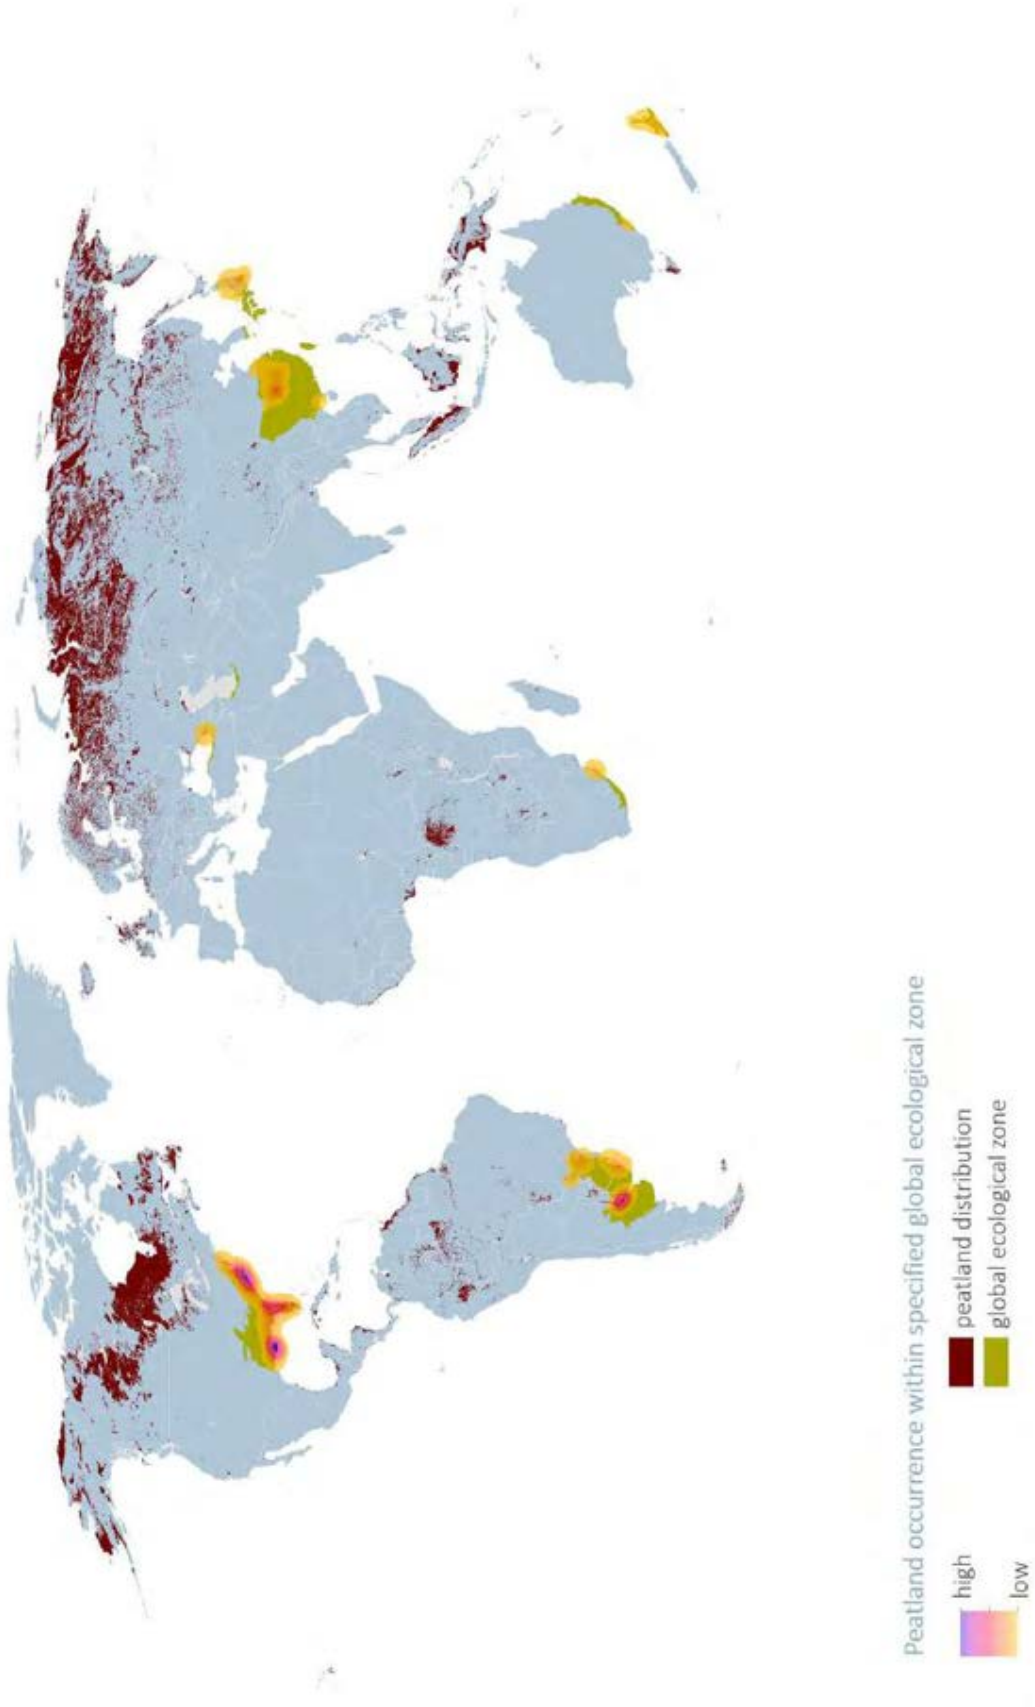 Peatland occurrence within specified global ecological zone
high
low
peatland distribution
global ecological zone